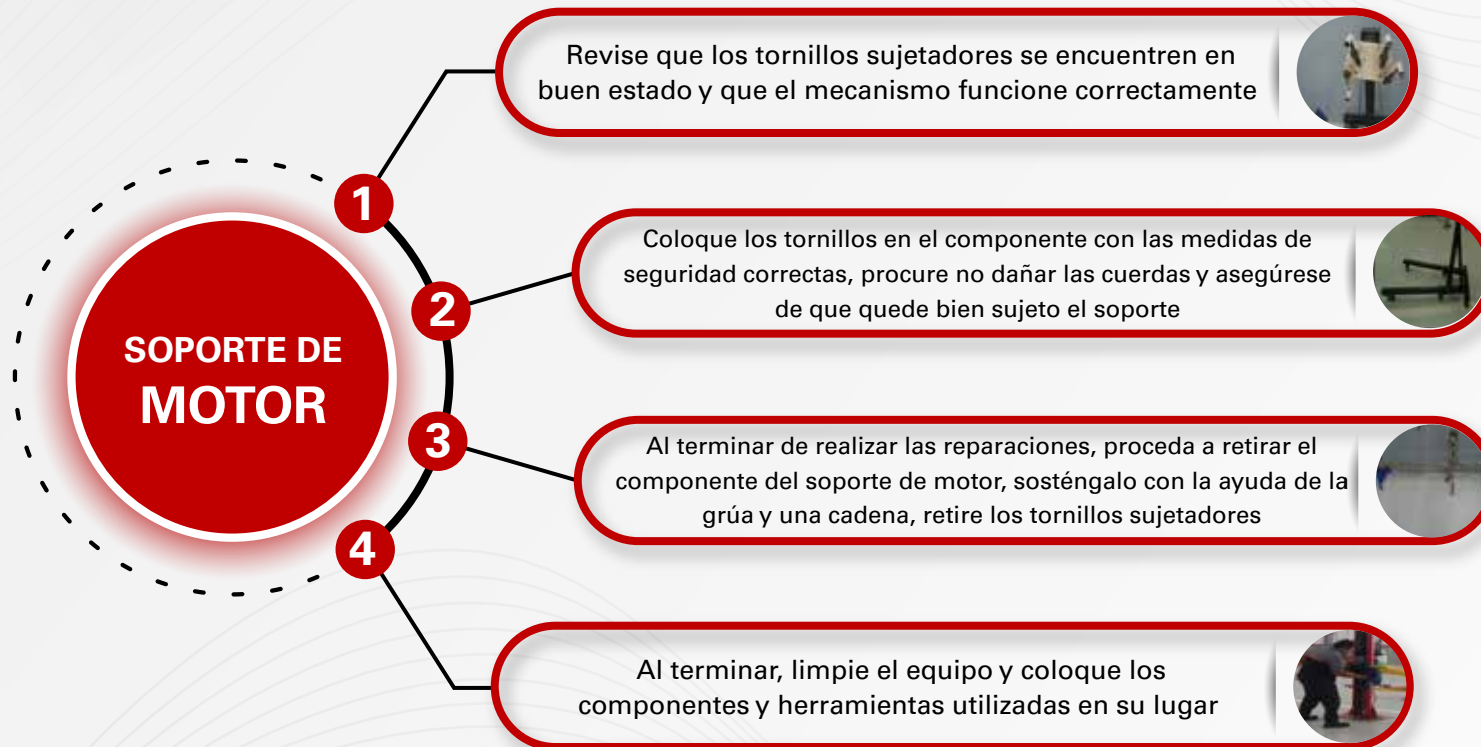 SOPORTE DE
MOTOR
1
Revise que los tornillos sujetadores se encuentren en
buen estado y que el mecanismo funcione correctamente
2
Coloque los tornillos en el componente con las medidas de
seguridad correctas, procure no dañar las cuerdas y asegúrese
de que quede bien sujeto el soporte
3
Al terminar de realizar las reparaciones, proceda a retirar el
componente del soporte de motor, sosténgalo con la ayuda de la
grúa y una cadena, retire los tornillos sujetadores
4
Al terminar, limpie el equipo y coloque los
componentes y herramientas utilizadas en su lugar